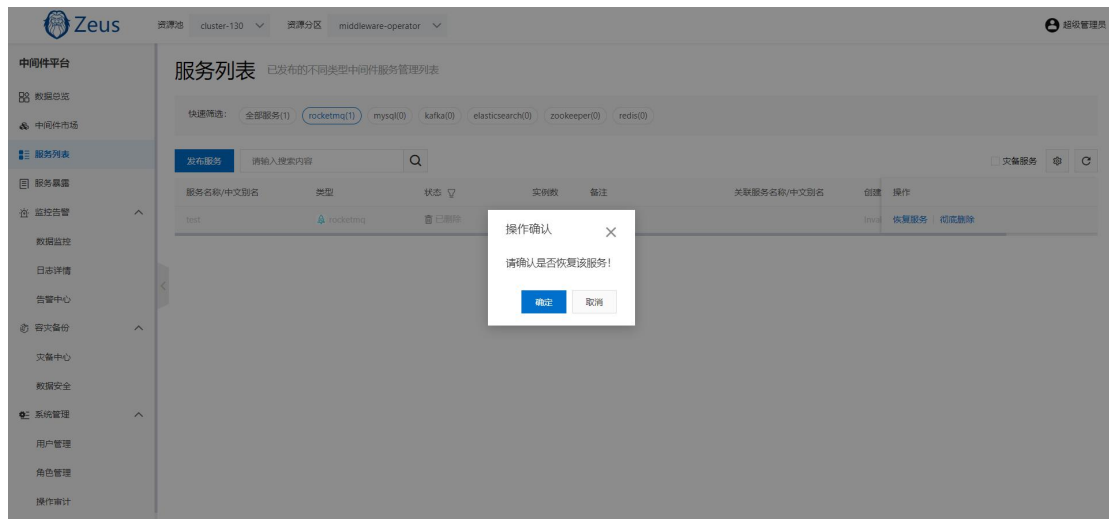 Zeus 资源池 cluster-130 资源分区 middleware-operator 超级管理员
中间件平台
数据总览
中间件市场
服务列表
服务暴露
监控告警
数据监控
日志详情
告警中心
容灾备份
灾备中心
数据安全
系统管理
用户管理
角色管理
操作审计
服务列表 已发布的不同类型中间件服务管理列表
快速筛选: 全部服务(1) rocketmq(1) mysql(0) kafka(0) elasticsearch(0) zookeeper(0) redis(0)
发布服务 请输入搜索内容 灾备服务
服务名称/中文别名 类型 状态 实例数 备注 关联服务名称/中文别名 创建 操作
test rocketmq 已删除 恢复服务 彻底删除
操作确认
请确认是否恢复该服务!
确定 取消